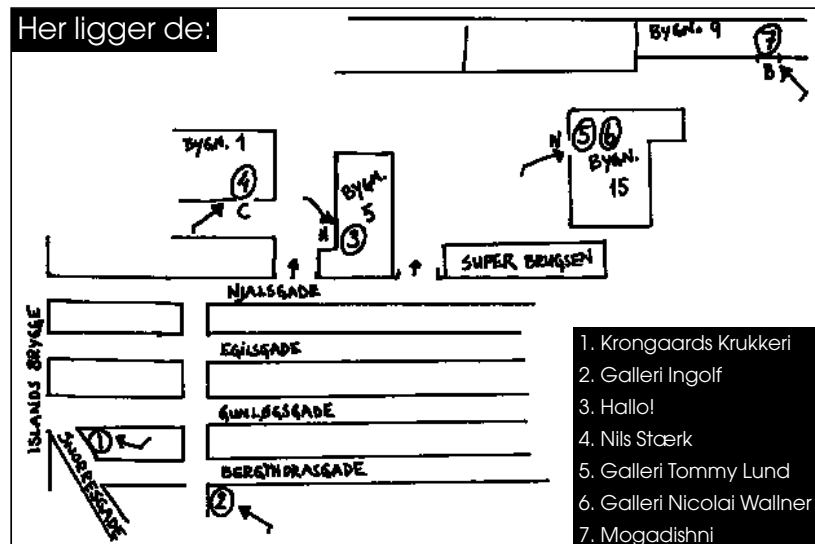 Her ligger de:
BYGN. 9
7
B
BYGN. 1
4
C
BYGN.
5
3
N
5 6
BYGN.
15
SUPER BRUGSEN
NJALSGADE
EGILSGADE
GUNLØGSGADE
BERGTHORASGADE
ISLANDS BRYGGE
SNORRESGADE
1
2
1. Krongaards Krukkeri
2. Galleri Ingolf
3. Hallo!
4. Nils Stærk
5. Galleri Tommy Lund
6. Galleri Nicolai Wallner
7. Mogadishni